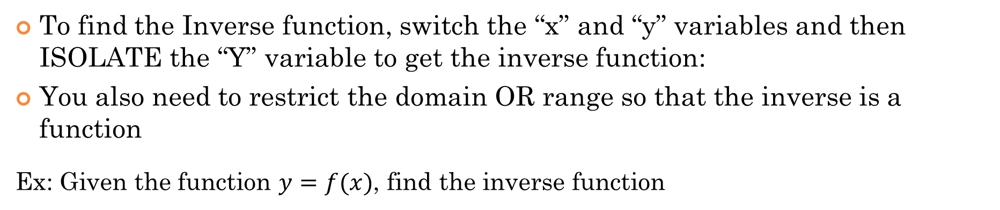 To find the Inverse function, switch the “x” and “y” variables and then
ISOLATE the “Y” variable to get the inverse function:
You also need to restrict the domain OR range so that the inverse is a
function
Ex: Given the function y = f(x), find the inverse function